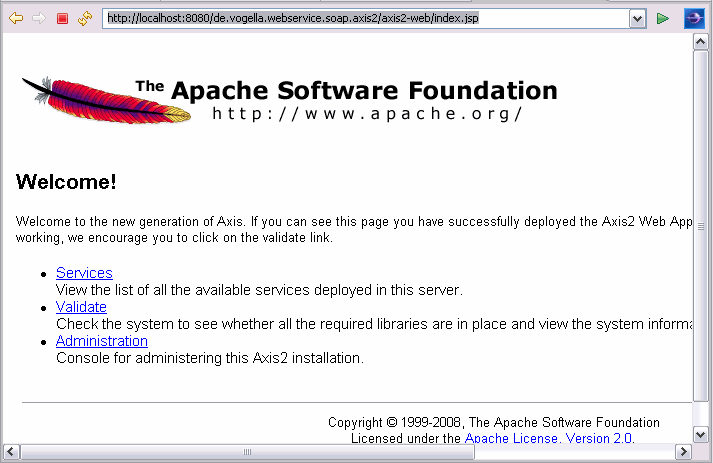 http://localhost:8080/de.vogella.webservice.soap.axis2/axis2-web/index.jsp
The Apache Software Foundation
http://www.apache.org/
Welcome!
Welcome to the new generation of Axis. If you can see this page you have successfully deployed the Axis2 Web App
working, we encourage you to click on the validate link.
Services
View the list of all the available services deployed in this server.
Validate
Check the system to see whether all the required libraries are in place and view the system
Administration
Console for administering this Axis2 installation.
Copyright © 1999-2008, The Apache Software Foundation
Licensed under the Apache License, Version 2.0.